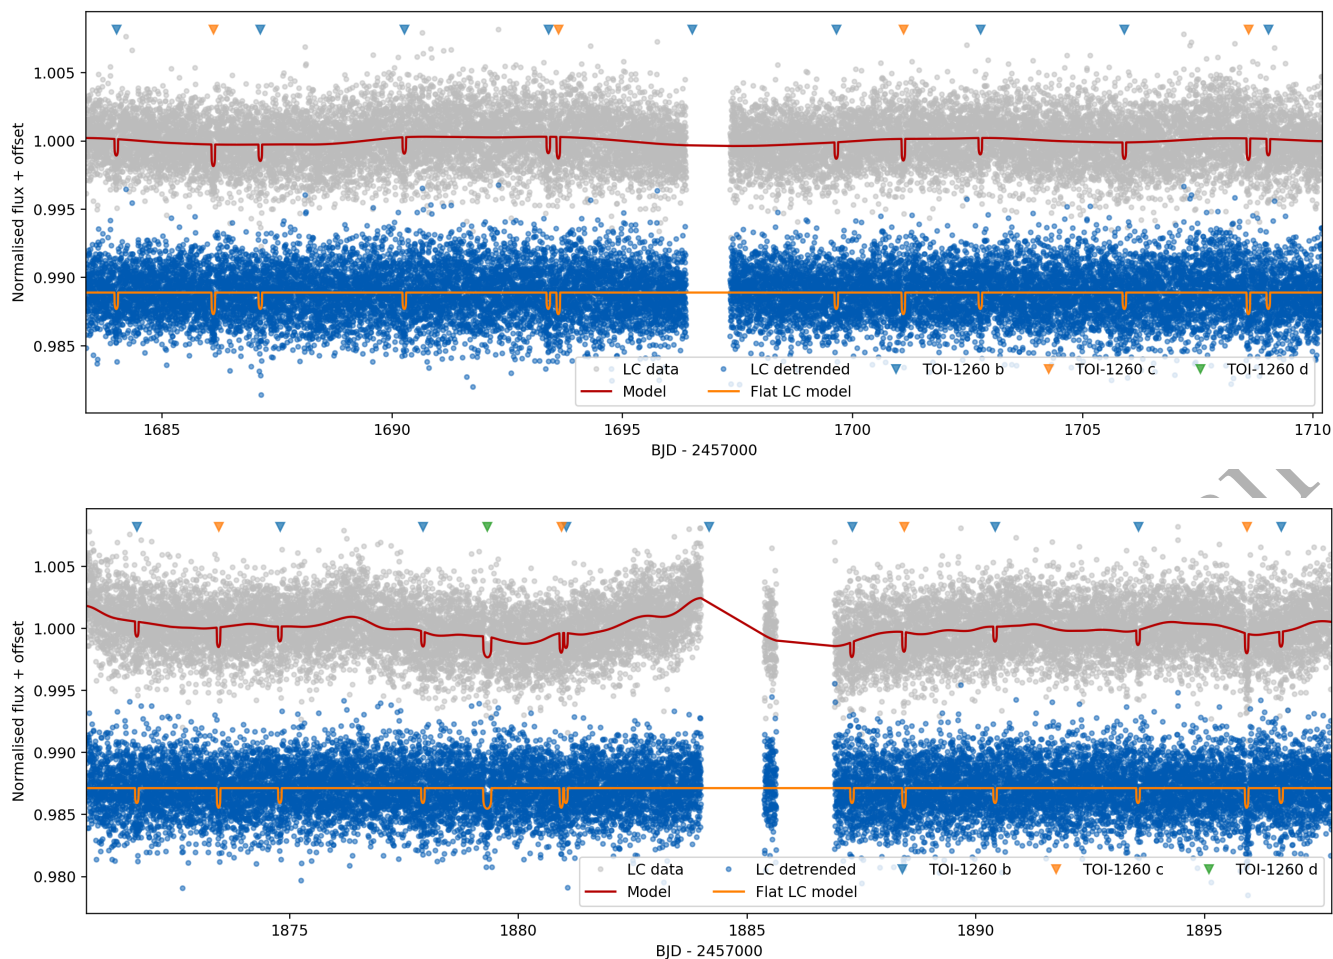 1.005
1.000
0.995
0.990
0.985
Normalised flux + offset
LC data LC detrended TOI-1260 b TOI-1260 c TOI-1260 d
Model Flat LC model
1685 1690 1695 1700 1705 1710
BJD - 2457000
1.005
1.000
0.995
0.990
0.985
0.980
Normalised flux + offset
LC data LC detrended TOI-1260 b TOI-1260 c TOI-1260 d
Model Flat LC model
1875 1880 1885 1890 1895
BJD - 2457000